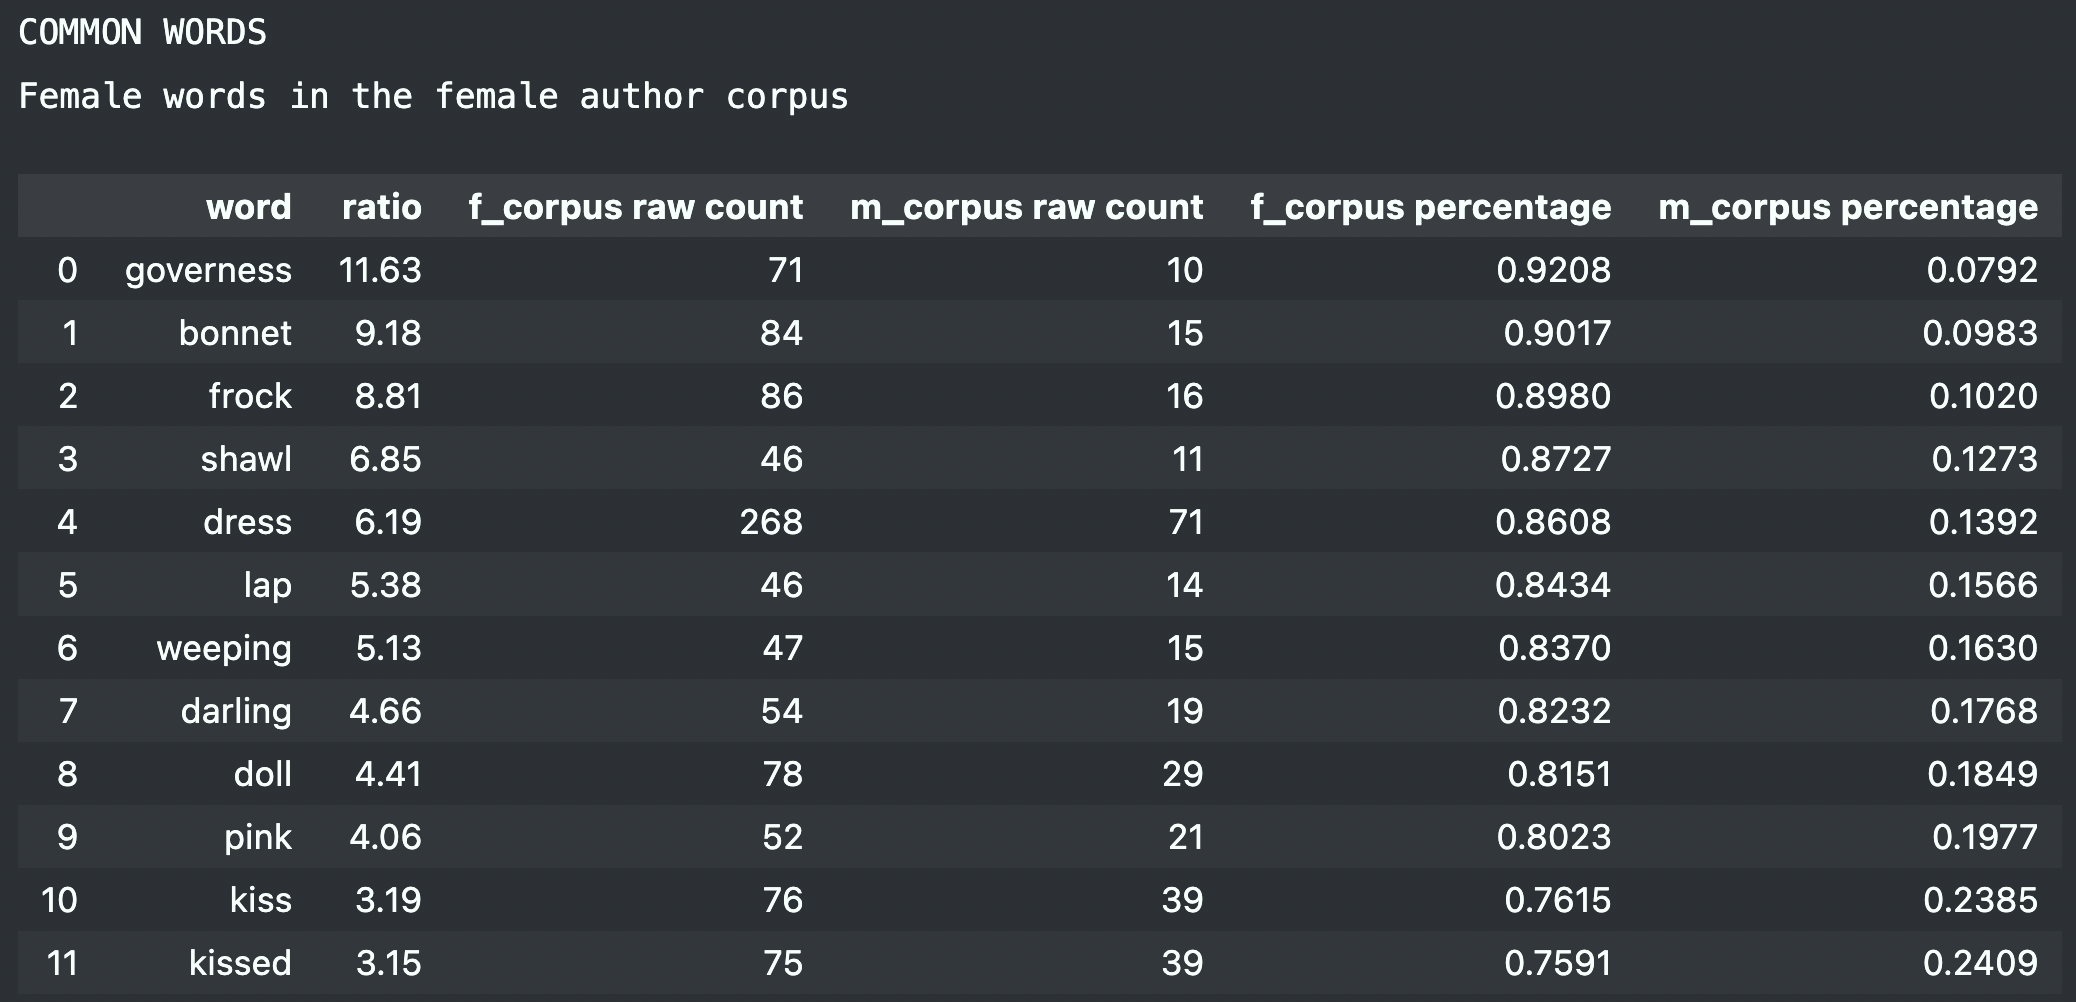 COMMON WORDS
Female words in the female author corpus
word ratio f_corpus raw count m_corpus raw count f_corpus percentage m_corpus percentage
0 governess 11.63 71 10 0.9208 0.0792
1 bonnet 9.18 84 15 0.9017 0.0983
2 frock 8.81 86 16 0.8980 0.1020
3 shawl 6.85 46 11 0.8727 0.1273
4 dress 6.19 268 71 0.8608 0.1392
5 lap 5.38 46 14 0.8434 0.1566
6 weeping 5.13 47 15 0.8370 0.1630
7 darling 4.66 54 19 0.8232 0.1768
8 doll 4.41 78 29 0.8151 0.1849
9 pink 4.06 52 21 0.8023 0.1977
10 kiss 3.19 76 39 0.7615 0.2385
11 kissed 3.15 75 39 0.7591 0.2409